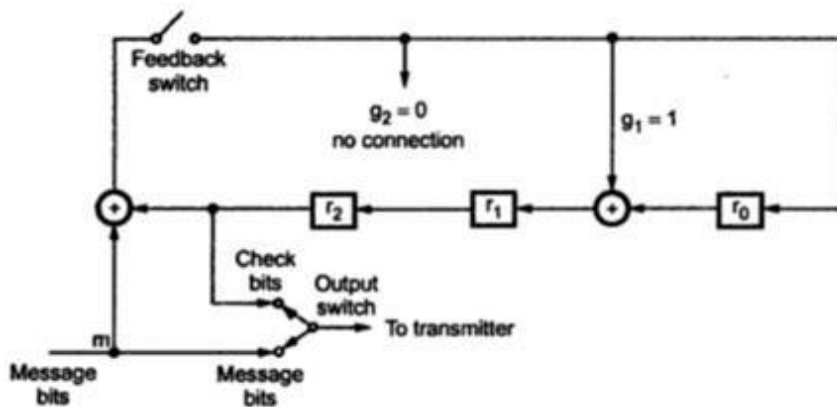 Feedback
switch
g₂ = 0
no connection
g₁ = 1
+
r₂
r₁
+
r₀
Check
bits
Output
switch
To transmitter
m
Message
bits
Message
bits